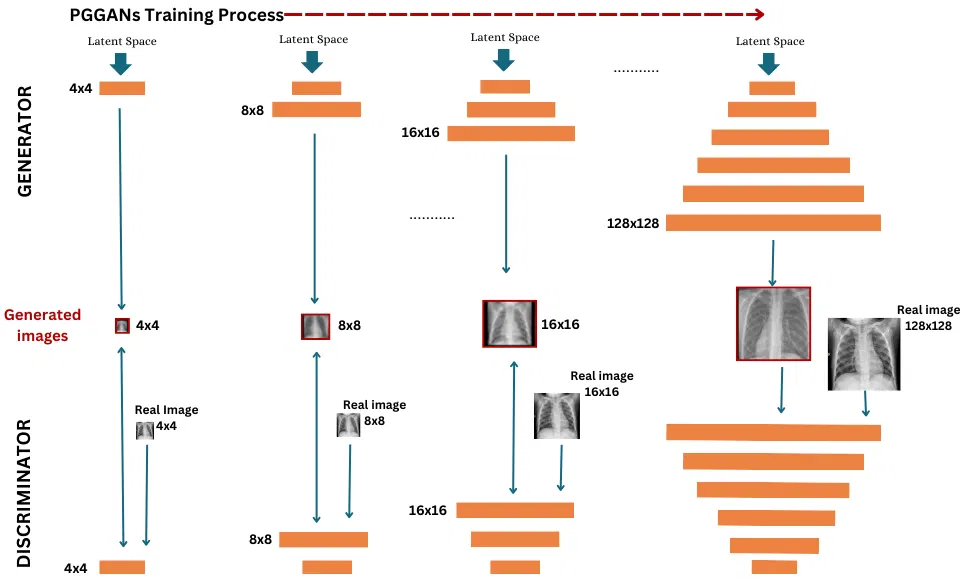 PGGANs Training Process
Latent Space
Latent Space
Latent Space
Latent Space
...........
4x4
8x8
16x16
GENERATOR
...........
128x128
Generated
images
4x4
8x8
16x16
Real image
128x128
Real Image
4x4
Real image
8x8
Real image
16x16
DISCRIMINATOR
16x16
8x8
4x4